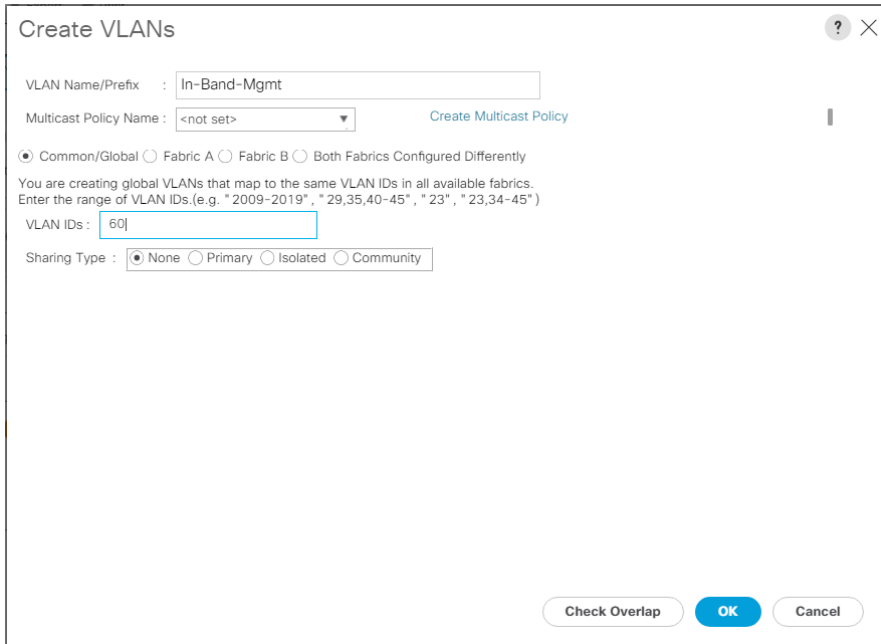 Create VLANs
?
VLAN Name/Prefix : In-Band-Mgmt
Multicast Policy Name : <not set> Create Multicast Policy
Common/Global Fabric A Fabric B Both Fabrics Configured Differently
You are creating global VLANs that map to the same VLAN IDs in all available fabrics.
Enter the range of VLAN IDs.(e.g. "2009-2019" , "29,35,40-45" , "23" , "23,34-45" )
VLAN IDs : 60
Sharing Type : None Primary Isolated Community
Check Overlap OK Cancel